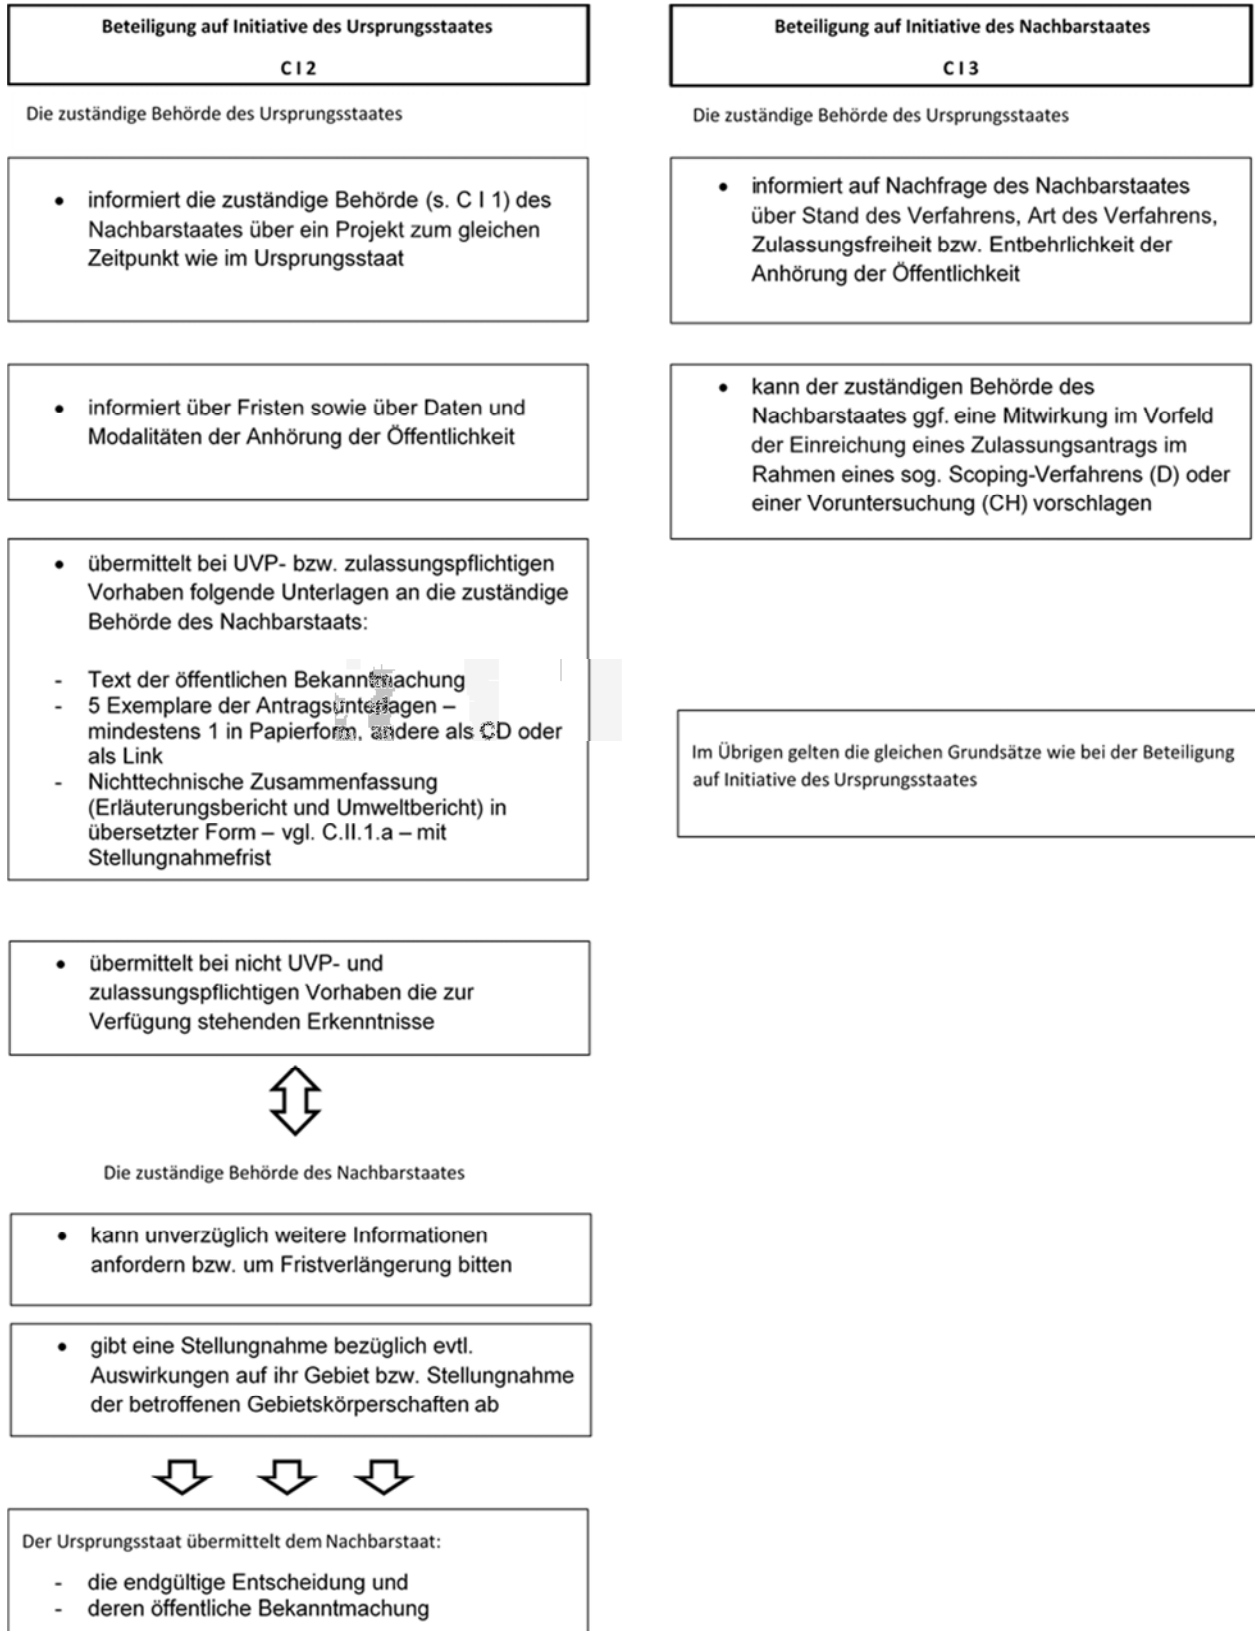 Beteiligung auf Initiative des Ursprungsstaates
C I 2
Die zuständige Behörde des Ursprungsstaates
• informiert die zuständige Behörde (s. C I 1) des
Nachbarstaates über ein Projekt zum gleichen
Zeitpunkt wie im Ursprungsstaat
• informiert über Fristen sowie über Daten und
Modalitäten der Anhörung der Öffentlichkeit
• übermittelt bei UVP- bzw. zulassungspflichtigen
Vorhaben folgende Unterlagen an die zuständige
Behörde des Nachbarstaats:
- Text der öffentlichen Bekanntmachung
- 5 Exemplare der Antragsunterlagen –
mindestens 1 in Papierform, andere als CD oder
als Link
- Nichttechnische Zusammenfassung
(Erläuterungsbericht und Umweltbericht) in
übersetzter Form – vgl. C.II.1.a – mit
Stellungnahmefrist
• übermittelt bei nicht UVP- und
zulassungspflichtigen Vorhaben die zur
Verfügung stehenden Erkenntnisse
Die zuständige Behörde des Nachbarstaates
• kann unverzüglich weitere Informationen
anfordern bzw. um Fristverlängerung bitten
• gibt eine Stellungnahme bezüglich evtl.
Auswirkungen auf ihr Gebiet bzw. Stellungnahme
der betroffenen Gebietskörperschaften ab
Der Ursprungsstaat übermittelt dem Nachbarstaat:
- die endgültige Entscheidung und
- deren öffentliche Bekanntmachung
Beteiligung auf Initiative des Nachbarstaates
C I 3
Die zuständige Behörde des Ursprungsstaates
• informiert auf Nachfrage des Nachbarstaates
über Stand des Verfahrens, Art des Verfahrens,
Zulassungsfreiheit bzw. Entbehrlichkeit der
Anhörung der Öffentlichkeit
• kann der zuständigen Behörde des
Nachbarstaates ggf. eine Mitwirkung im Vorfeld
der Einreichung eines Zulassungsantrags im
Rahmen eines sog. Scoping-Verfahrens (D) oder
einer Voruntersuchung (CH) vorschlagen
Im Übrigen gelten die gleichen Grundsätze wie bei der Beteiligung
auf Initiative des Ursprungsstaates